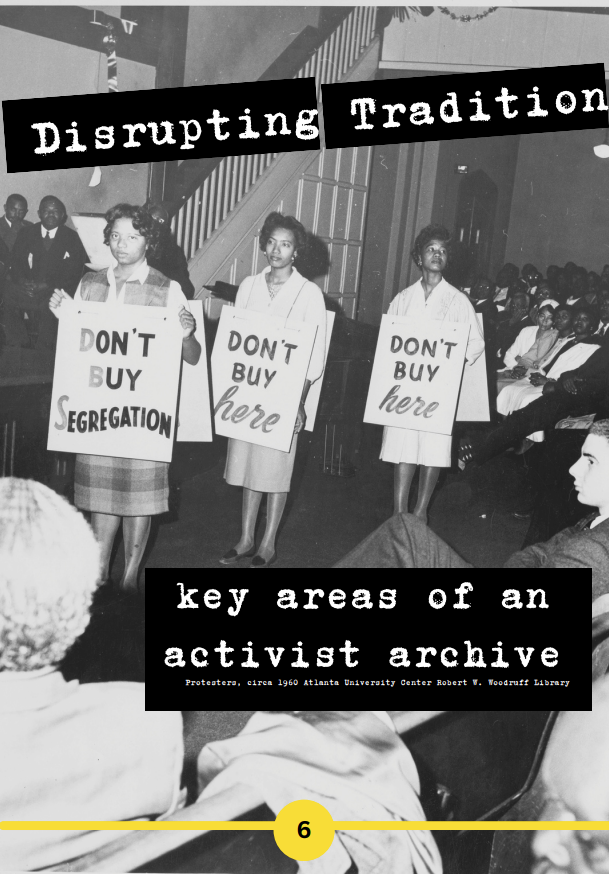 Disrupting Tradition
DON'T
BUY
SEGREGATION
DON'T
BUY
here
DON'T
BUY
here
key areas of an
activist archive
Protesters, circa 1960 Atlanta University Center Robert W. Woodruff Library
6